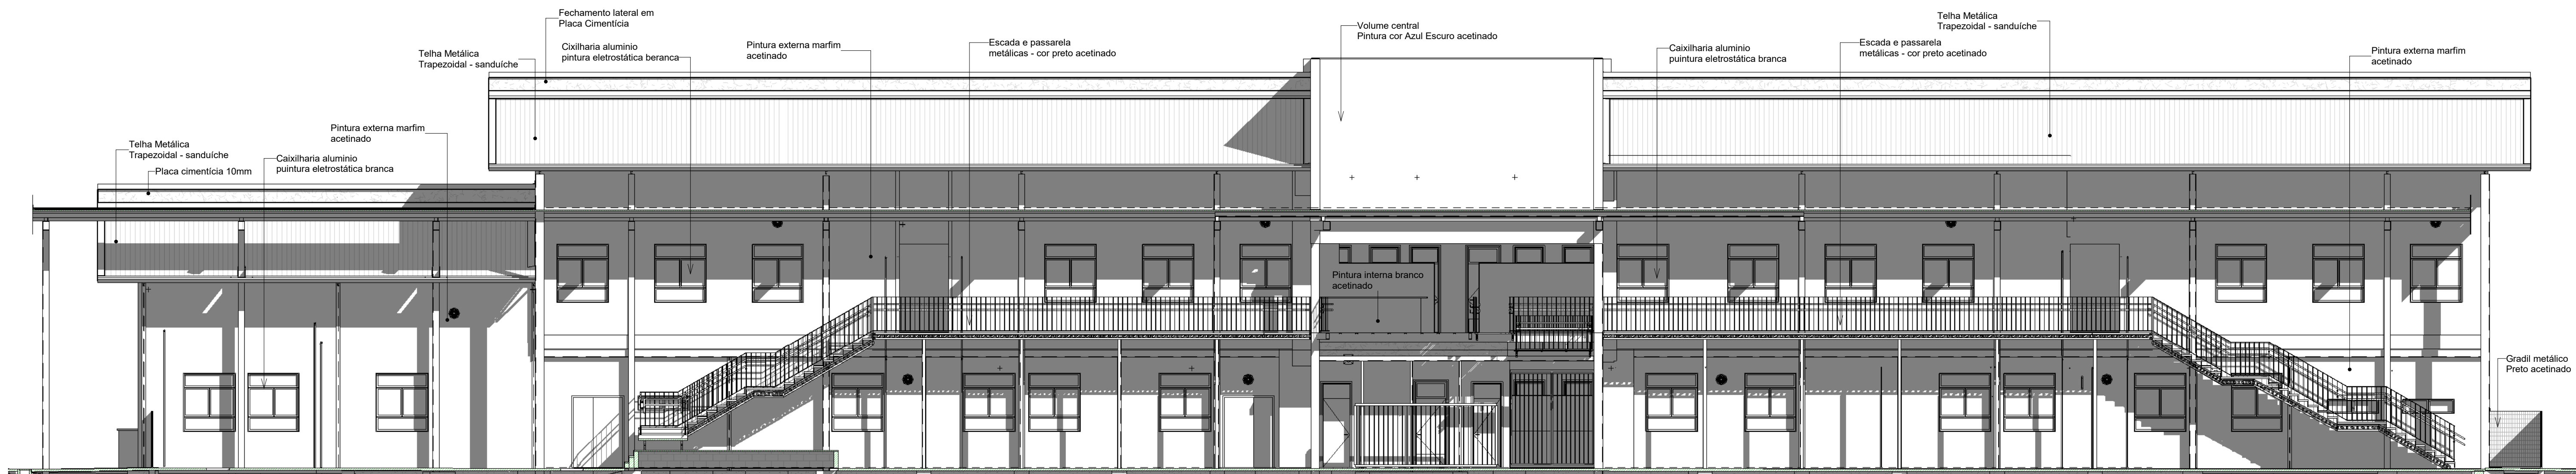 Fechamento lateral em
Placa Cimentícia
Telha Metálica
Trapezoidal - sanduíche
Cixilharia aluminio
pintura eletrostática beranca
Pintura externa marfim
acetinado
Escada e passarela
metálicas - cor preto acetinado
Volume central
Pintura cor Azul Escuro acetinado
Caixilharia aluminio
puintura eletrostática branca
Escada e passarela
metálicas - cor preto acetinado
Telha Metálica
Trapezoidal - sanduíche
Pintura externa marfim
acetinado
Pintura externa marfim
acetinado
Telha Metálica
Trapezoidal - sanduíche
Placa cimentícia 10mm
Caixilharia aluminio
puintura eletrostática branca
Pintura interna branco
acetinado
Gradil metálico
Preto acetinado